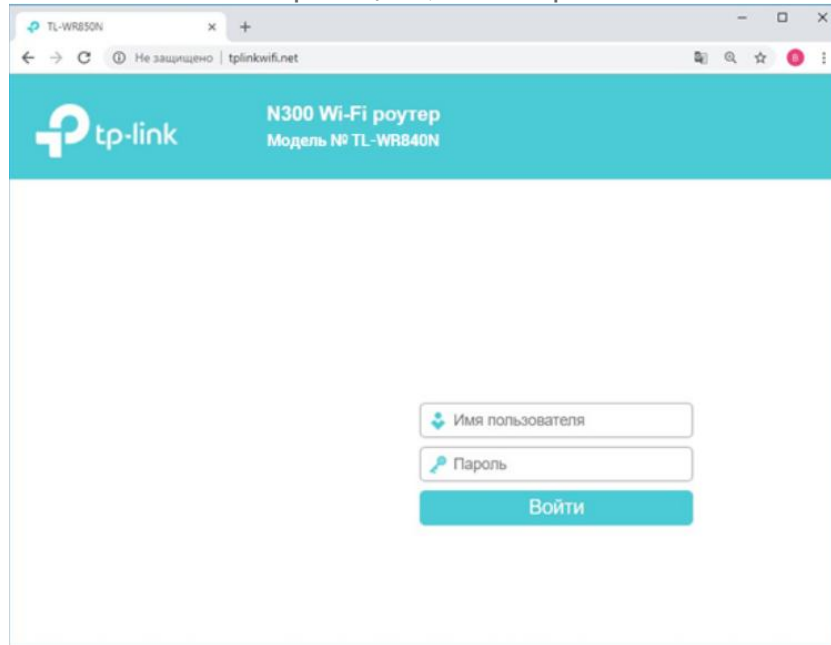 TL-WR850N
Не защищено | tplinkwifi.net
B
tp-link
N300 Wi-Fi роутер
Модель № TL-WR840N
Имя пользователя
Пароль
Войти